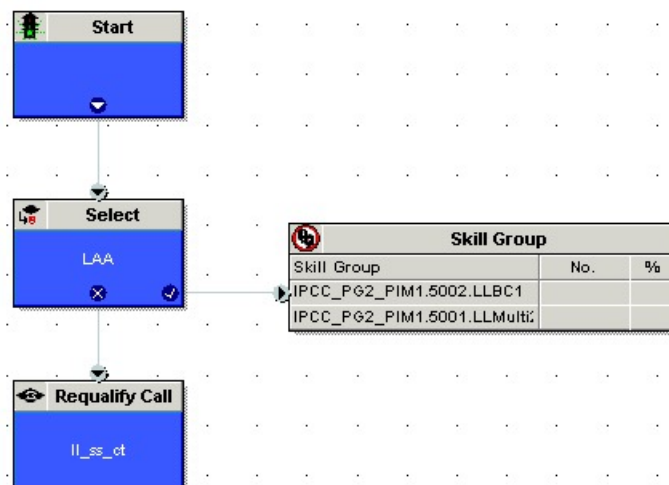 Start
Select
LAA
Skill Group
Skill Group No. %
IPCC_PG2_PIM1.5002.LLBC1
IPCC_PG2_PIM1.5001.LLMulti
Requalify Call
ll_ss_ct